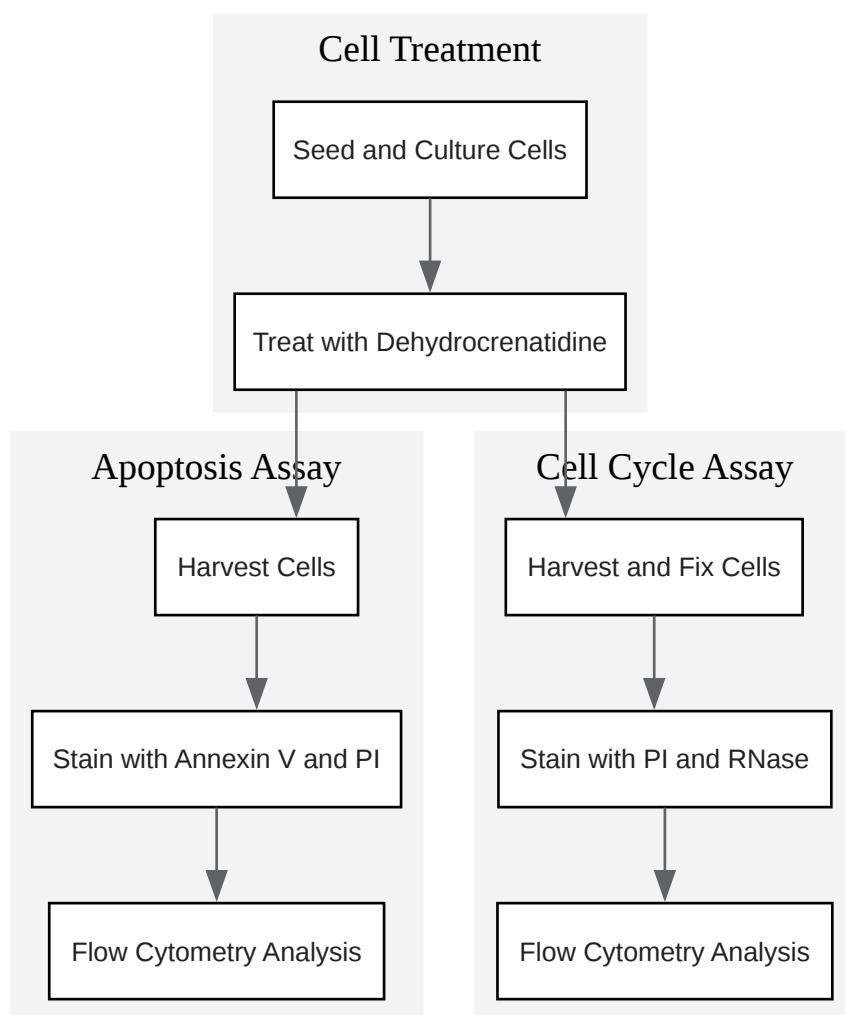 Cell Treatment
Seed and Culture Cells
Treat with Dehydrocrenatidine
Apoptosis Assay
Harvest Cells
Stain with Annexin V and PI
Flow Cytometry Analysis
Cell Cycle Assay
Harvest and Fix Cells
Stain with PI and RNase
Flow Cytometry Analysis